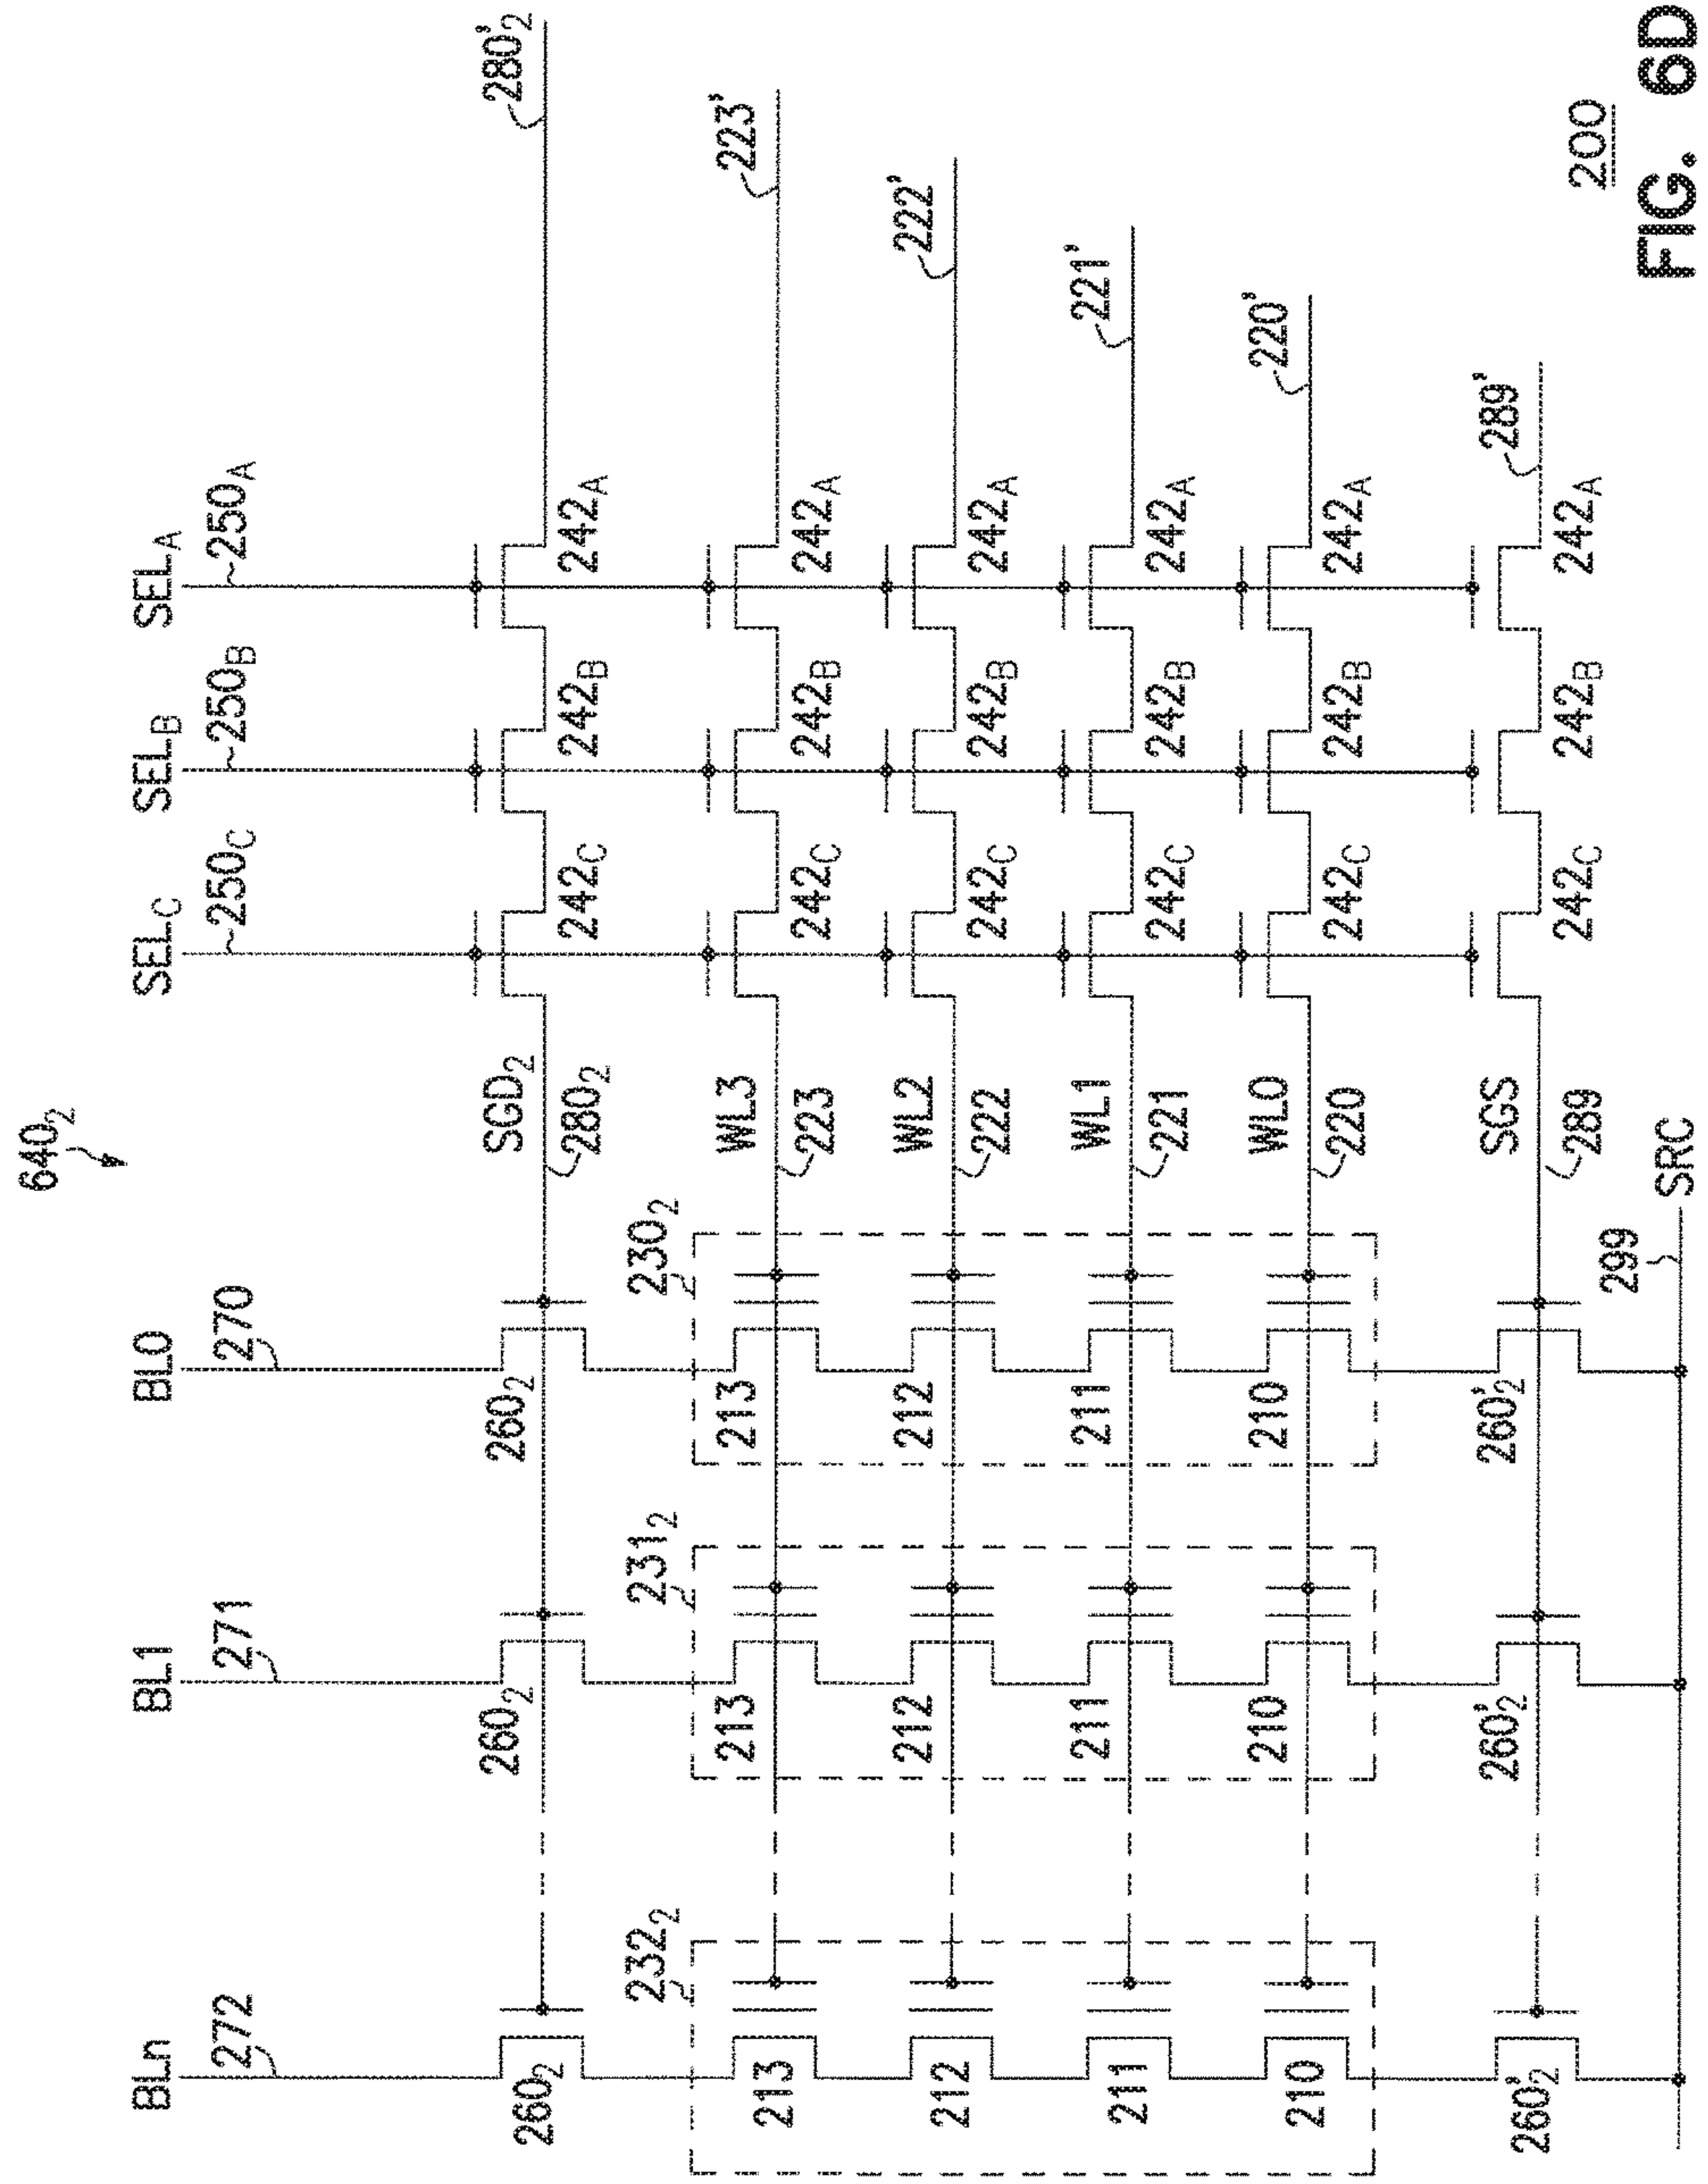 640₂
BLn
BL1
BL0
SEL_C
SEL_B
SEL_A
272
271
270
250_C
250_B
250_A
260₂
260₂
260₂
SGD₂
280'₂
280₂
242_C
242_B
242_A
232₂
231₂
230₂
213
213
213
WL3
223'
223
242_C
242_B
242_A
212
212
212
WL2
222'
222
242_C
242_B
242_A
211
211
211
WL1
221'
221
242_C
242_B
242_A
210
210
210
WL0
220'
220
242_C
242_B
242_A
260'₂
260'₂
260'₂
SGS
289'
289
242_C
242_B
242_A
299
SRC
200
FIG. 6D